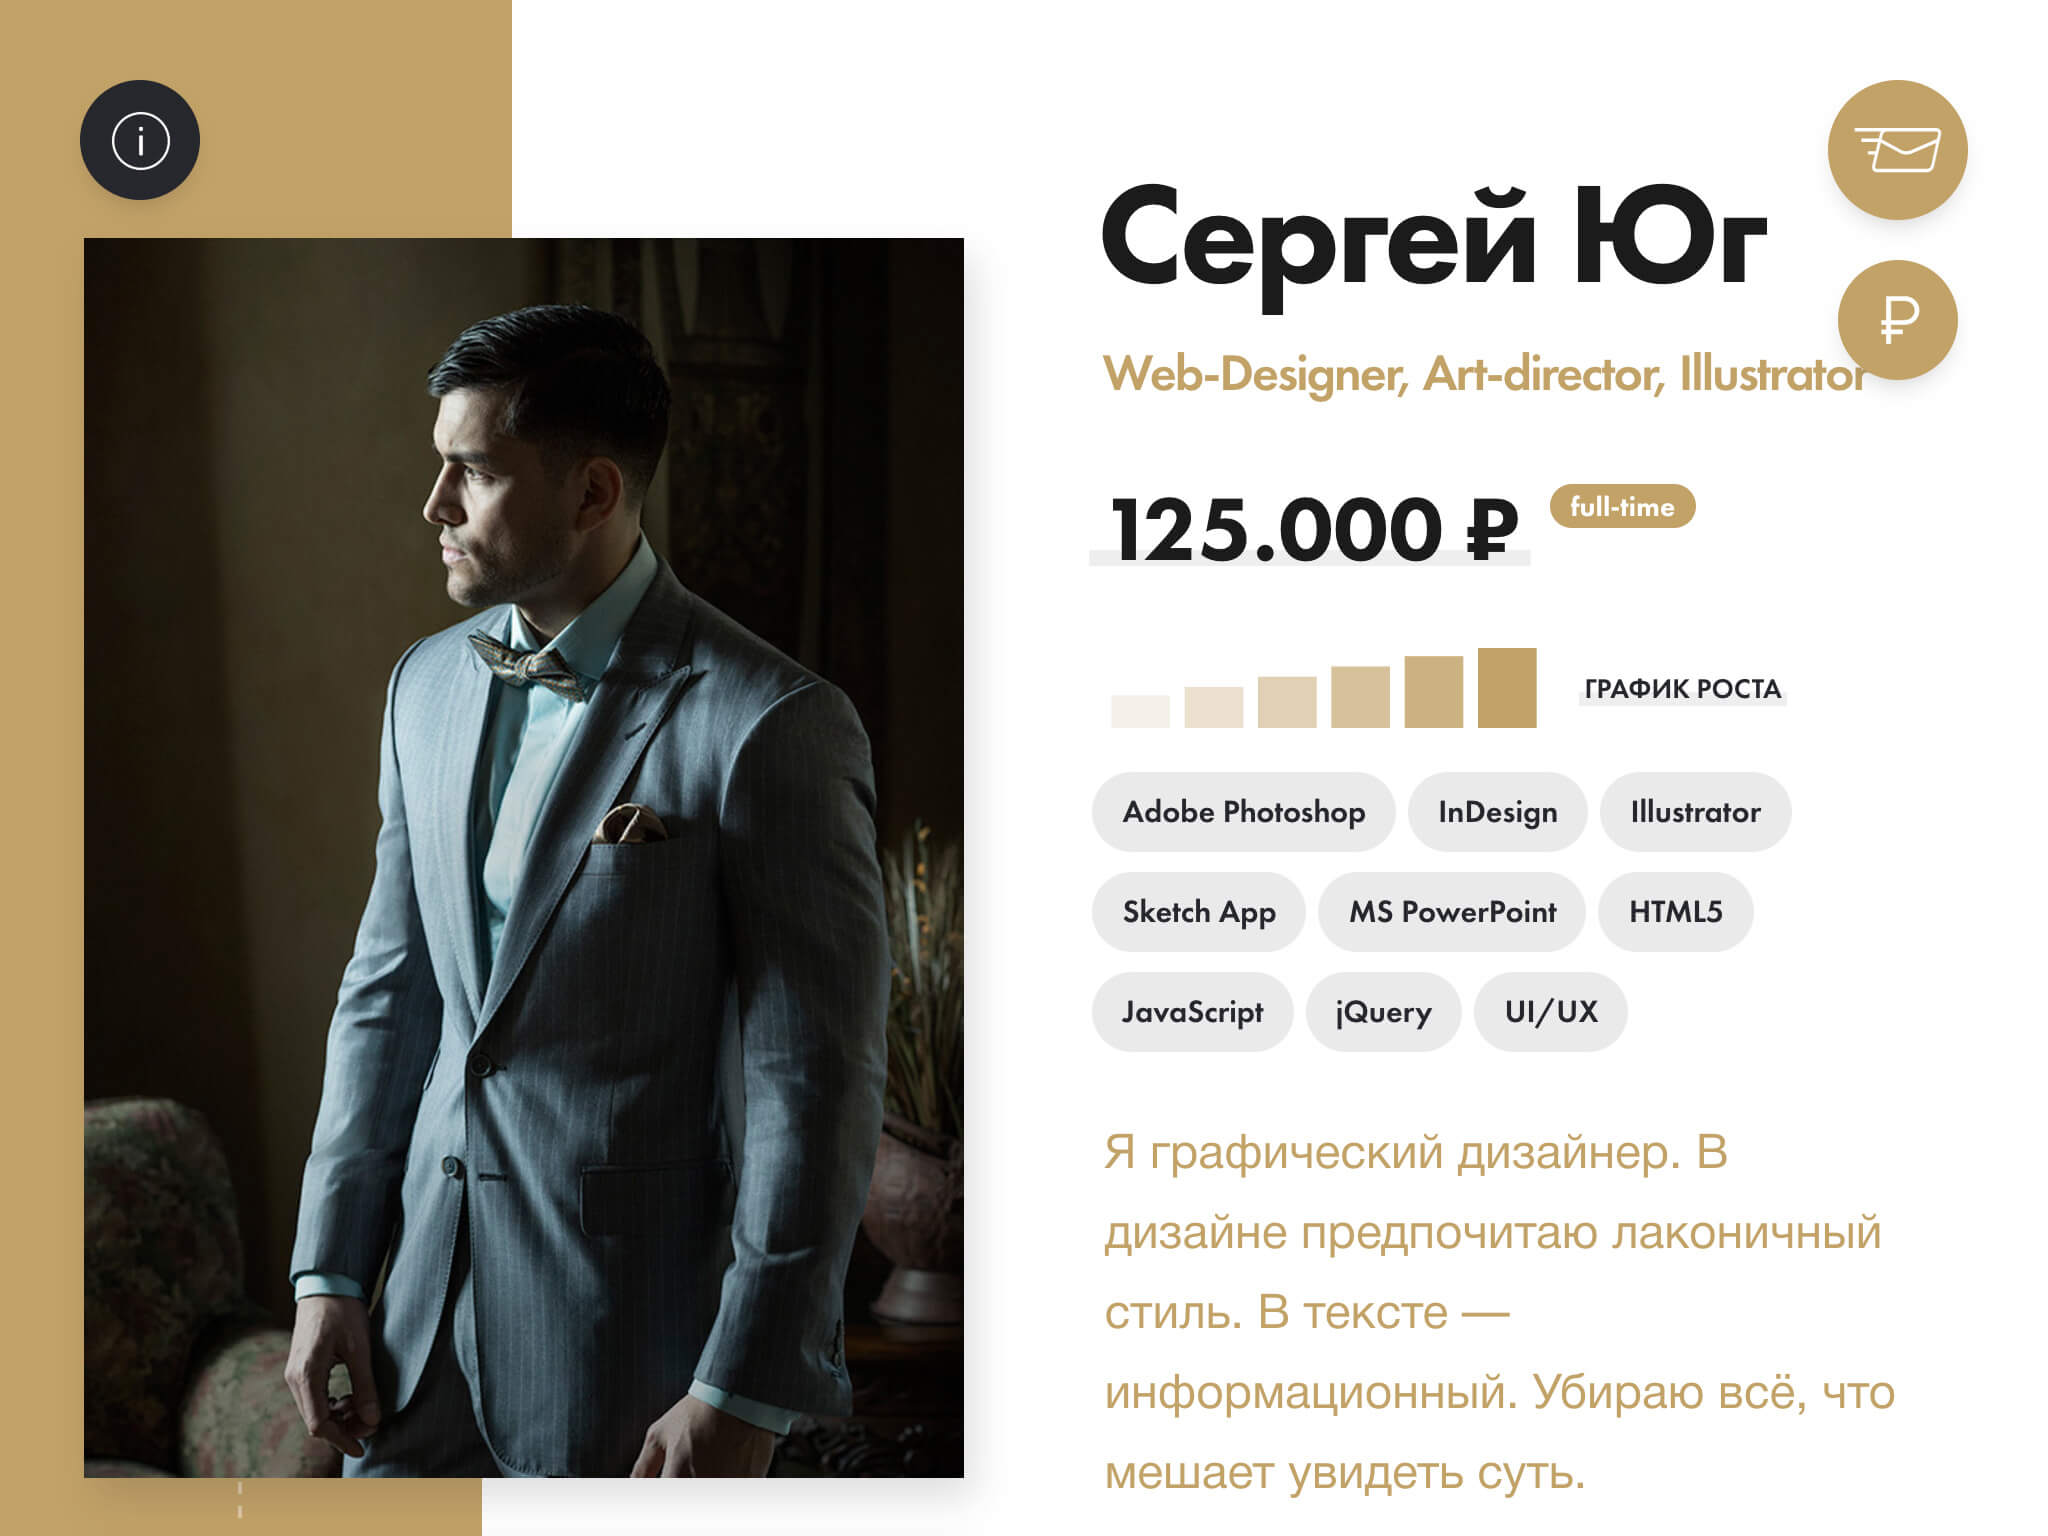 i
Сергей Юг
₽
Web-Designer, Art-director, Illustrator
125.000 ₽
full-time
ГРАФИК РОСТА
Adobe Photoshop
InDesign
Illustrator
Sketch App
MS PowerPoint
HTML5
JavaScript
jQuery
UI/UX
Я графический дизайнер. В
дизайне предпочитаю лаконичный
стиль. В тексте —
информационный. Убираю всё, что
мешает увидеть суть.